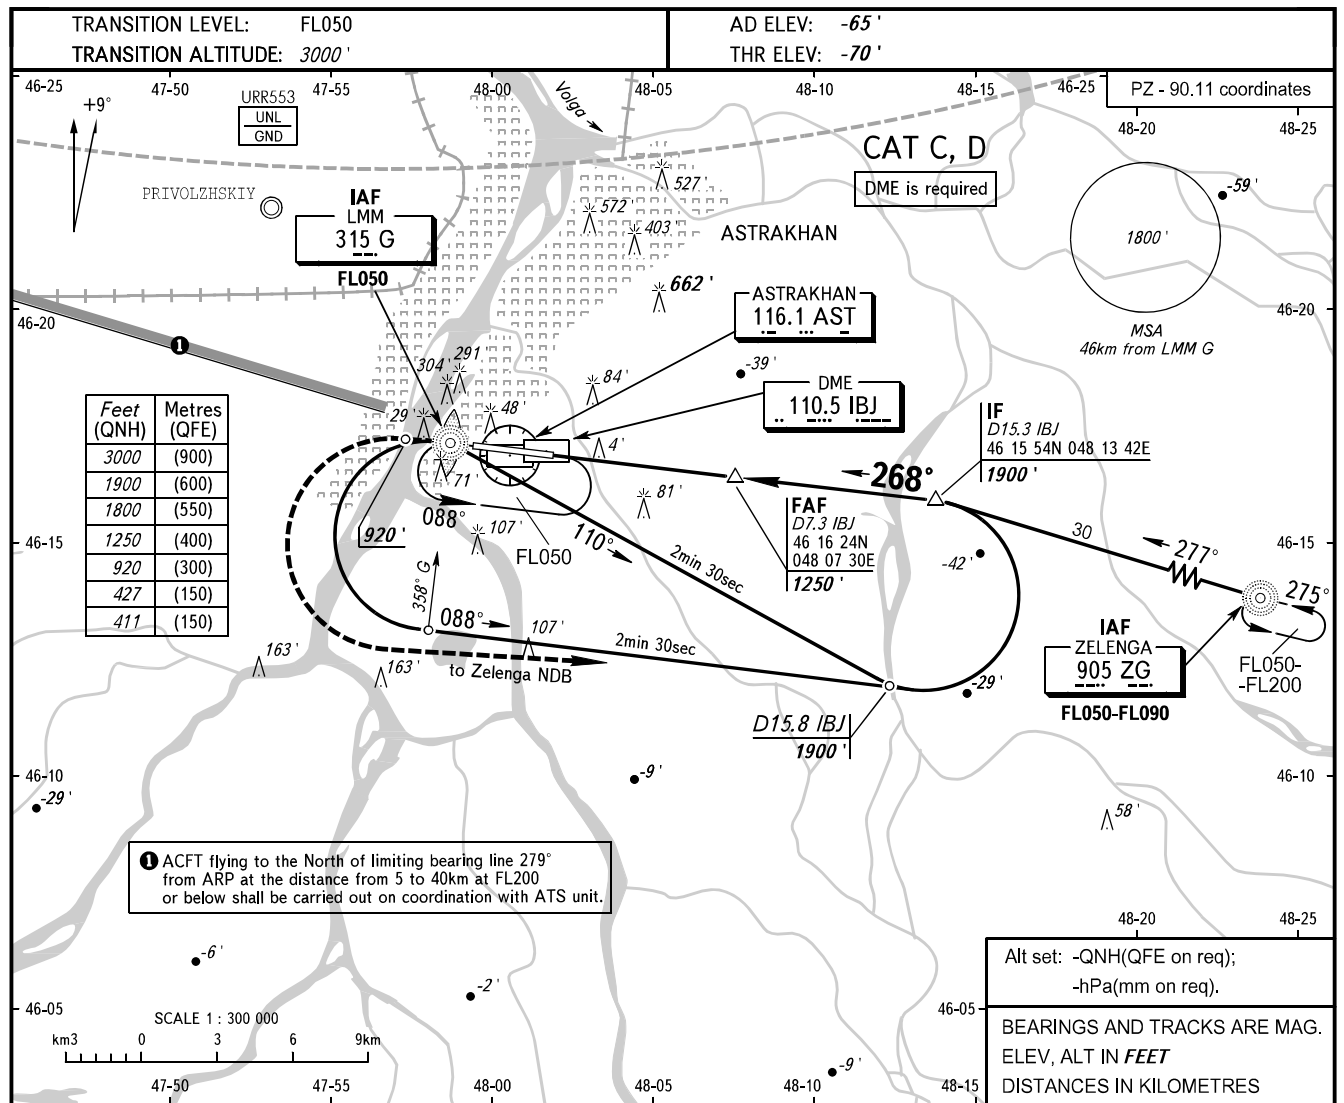 TRANSITION LEVEL: FL050
TRANSITION ALTITUDE: 3000 '
AD ELEV: -65 '
THR ELEV: -70 '
46-25
47-50
47-55
48-00
48-05
48-10
48-15
46-25
PZ - 90.11 coordinates
48-20
48-25
+9°
URR553
UNL
GND
Volga
CAT C, D
DME is required
-59 '
PRIVOLZHSKIY
IAF
LMM
315 G
FL050
527 '
572 '
403 '
ASTRAKHAN
1800 '
MSA
46km from LMM G
662 '
ASTRAKHAN
116.1 AST
46-20
46-20
1
304 '
291 '
-39 '
84 '
DME
110.5 IBJ
Feet
(QNH)
Metres
(QFE)
3000 (900)
1900 (600)
1800 (550)
1250 (400)
920 (300)
427 (150)
411 (150)
29 '
48 '
4 '
71 '
81 '
IF
D15.3 IBJ
46 15 54N 048 13 42E
1900 '
268°
FAF
D7.3 IBJ
46 16 24N
048 07 30E
1250 '
088°
107 '
FL050
110°
2min 30sec
920 '
46-15
30
277°
46-15
275°
-42 '
358° G
088°
107 '
2min 30sec
to Zelenga NDB
163 '
163 '
IAF
ZELENGA
905 ZG
FL050-FL090
FL050-
-FL200
-29 '
D15.8 IBJ
1900 '
46-10
-29 '
-9 '
46-10
58 '
1 ACFT flying to the North of limiting bearing line 279°
from ARP at the distance from 5 to 40km at FL200
or below shall be carried out on coordination with ATS unit.
48-20
48-25
-6 '
-2 '
Alt set: -QNH(QFE on req);
-hPa(mm on req).
46-05
46-05
SCALE 1 : 300 000
km3 0 3 6 9km
-9 '
BEARINGS AND TRACKS ARE MAG.
ELEV, ALT IN FEET
DISTANCES IN KILOMETRES
47-50
47-55
48-00
48-05
48-10
48-15